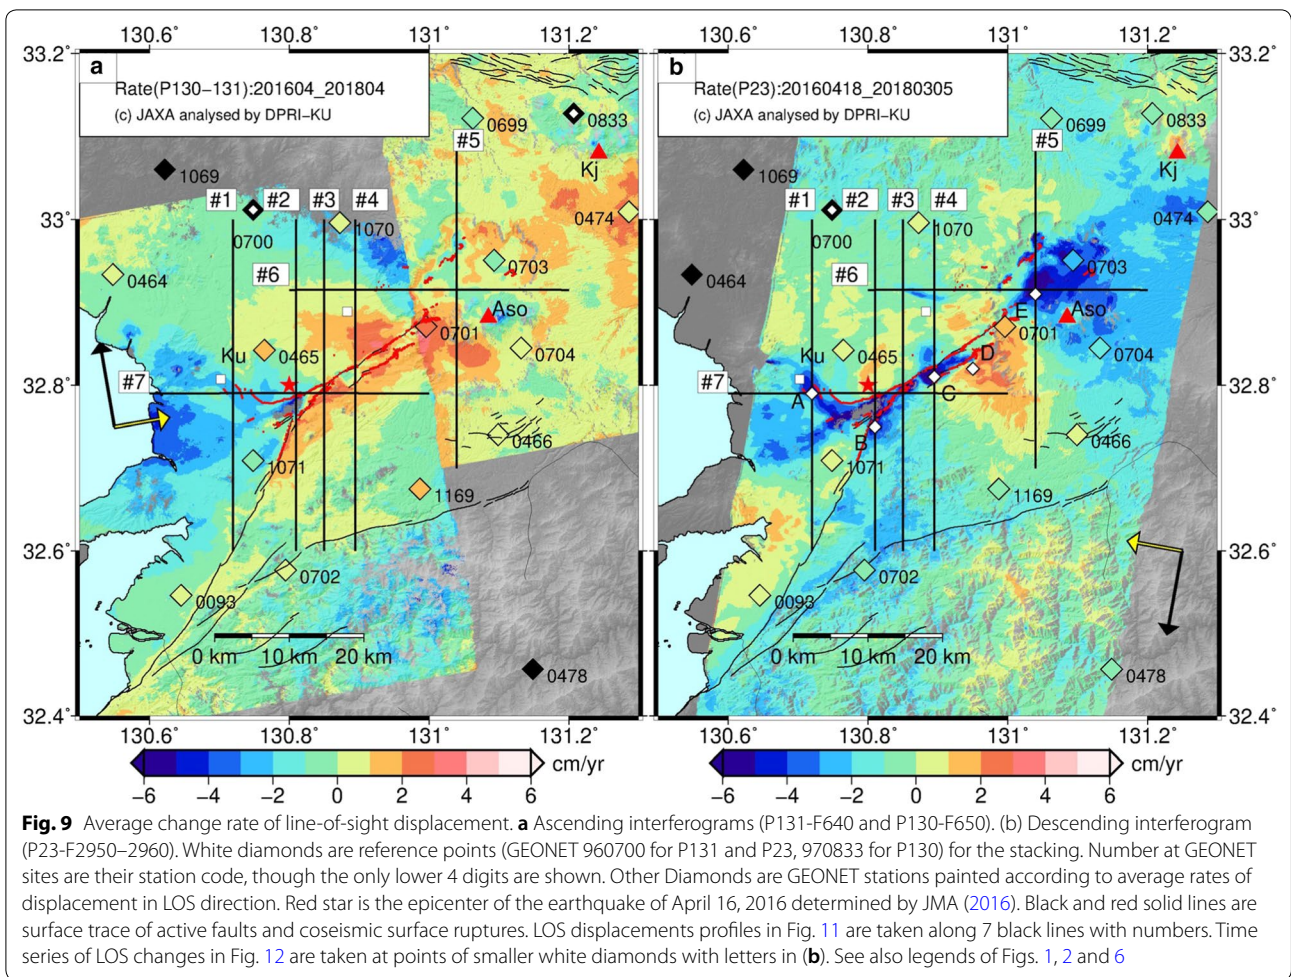 130.6˚ 130.8˚ 131˚ 131.2˚ 130.6˚ 130.8˚ 131˚ 131.2˚
33.2˚ 33.2˚
a
Rate(P130−131):201604_201804
(c) JAXA analysed by DPRI−KU
0699
0833
#5
Kj
1069
#1 #2 #3 #4
0474
33˚
0700
1070
#6
0703
0464
Aso
0701
Ku
0465
0704
32.8˚
#7
0466
1071
1169
32.6˚
0702
0093
0 km 10 km 20 km
0478
32.4˚
130.6˚ 130.8˚ 131˚ 131.2˚
−6 −4 −2 0 2 4 6
cm/yr
b
Rate(P23):20160418_20180305
(c) JAXA analysed by DPRI−KU
0699
0833
#5
Kj
1069
#1 #2 #3 #4
0474
33˚
0700
1070
#6
0703
0464
E
Aso
0701
Ku
0465
D
0704
32.8˚
#7
A
C
B
0466
1071
1169
32.6˚
0702
0093
0 km 10 km 20 km
0478
32.4˚
130.6˚ 130.8˚ 131˚ 131.2˚
−6 −4 −2 0 2 4 6
cm/yr
Fig. 9 Average change rate of line-of-sight displacement. a Ascending interferograms (P131-F640 and P130-F650). (b) Descending interferogram
(P23-F2950–2960). White diamonds are reference points (GEONET 960700 for P131 and P23, 970833 for P130) for the stacking. Number at GEONET
sites are their station code, though the only lower 4 digits are shown. Other Diamonds are GEONET stations painted according to average rates of
displacement in LOS direction. Red star is the epicenter of the earthquake of April 16, 2016 determined by JMA (2016). Black and red solid lines are
surface trace of active faults and coseismic surface ruptures. LOS displacements profiles in Fig. 11 are taken along 7 black lines with numbers. Time
series of LOS changes in Fig. 12 are taken at points of smaller white diamonds with letters in (b). See also legends of Figs. 1, 2 and 6